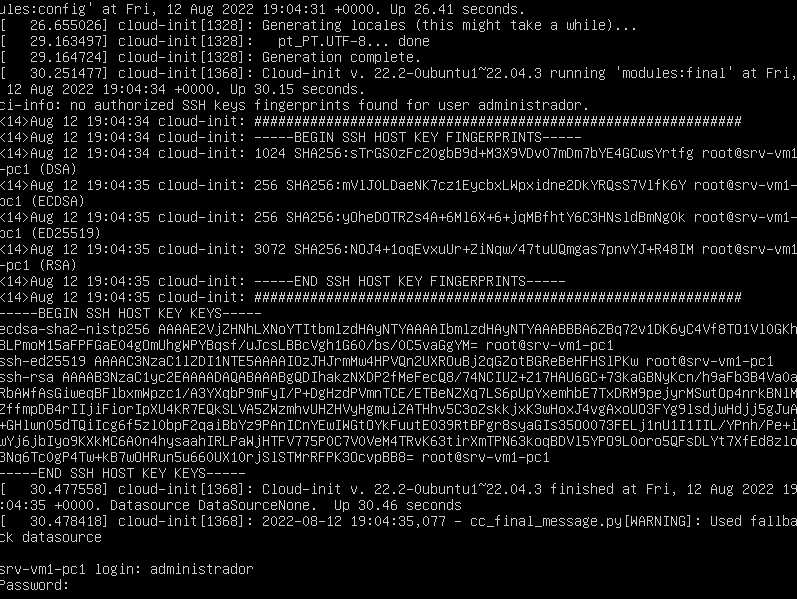 ules:config' at Fri, 12 Aug 2022 19:04:31 +0000. Up 26.41 seconds.
[   26.655026] cloud-init[1328]: Generating locales (this might take a while)...
[   29.163497] cloud-init[1328]:   pt_PT.UTF-8... done
[   29.164724] cloud-init[1328]: Generation complete.
[   30.251477] cloud-init[1368]: Cloud-init v. 22.2-0ubuntu1~22.04.3 running 'modules:final' at Fri,
 12 Aug 2022 19:04:34 +0000. Up 30.15 seconds.
ci-info: no authorized SSH keys fingerprints found for user administrador.
<14>Aug 12 19:04:34 cloud-init: #############################################################
<14>Aug 12 19:04:34 cloud-init: -----BEGIN SSH HOST KEY FINGERPRINTS-----
<14>Aug 12 19:04:34 cloud-init: 1024 SHA256:sTrGS0zFc20gbB9d+M3X9VDv07mDm7bYE4GCwsYrtfg root@srv-vm1
-pc1 (DSA)
<14>Aug 12 19:04:35 cloud-init: 256 SHA256:mVlJ0LDaeNK7cz1EycbxLWpxidne2DkYRQsS7VlfK6Y root@srv-vm1-
pc1 (ECDSA)
<14>Aug 12 19:04:35 cloud-init: 256 SHA256:yOheDOTRZs4A+6Ml6X+6+jqMBfhtY6C3HNsldBmNg0k root@srv-vm1-
pc1 (ED25519)
<14>Aug 12 19:04:35 cloud-init: 3072 SHA256:NOJ4+1oqEvxuUr+ZiNqw/47tuUQmgas7pnvYJ+R48IM root@srv-vm1
-pc1 (RSA)
<14>Aug 12 19:04:35 cloud-init: -----END SSH HOST KEY FINGERPRINTS-----
<14>Aug 12 19:04:35 cloud-init: #############################################################
-----BEGIN SSH HOST KEY KEYS-----
ecdsa-sha2-nistp256 AAAAE2VjZHNhLXNoYTItbmlzdHAyNTYAAAAIbmlzdHAyNTYAAABBBA6ZBq72v1DK6yC4Vf8TO1Vl0GKh
BLPmoM15aFPFGaE04gOmUhgWPYBqsf/uJcsLBBcVgh1G60/bs/0C5vaGgYM= root@srv-vm1-pc1
ssh-ed25519 AAAAC3NzaC1lZDI1NTE5AAAAIOzJHJrmMw4HPVQn2UXROuBj2qGZotBGReBeHFHSlPKw root@srv-vm1-pc1
ssh-rsa AAAAB3NzaC1yc2EAAAADAQABAAABgQDIhakzNXDP2fMeFecQ8/74NCIUZ+Z17HAU6GC+73kaGBNyKcn/h9aFb3B4Va0a
RbAWfAsGiweqBFlbxmWpzc1/A3YXqbP9mFyI/P+DgHzdPVmnTCE/ETBeNZXq7LS6pUpYxemhbE7TxDRM9pejyrMSwtOp4nrkBNlM
ZffmpDB4rIIjiFiorIpXU4KR7EQkSLVA5ZWzmhvUHZHVyHgmuiZATHhv5C3oZskkjxK3wHoxJ4vgAxoUO3FYg9lsdjwHdjj5gJuA
+GHlwn05dTQiIcg6f5zl0bpF2qaiBbYz9PAnICnYEwIWGtOYkFuutE039RtBPgr8syaGIs35O0073FELj1nU1I1IIL/YPnh/Pe+i
wYj6jbIyo9KXkMC6A0n4hysaahIRLPaWjHTFV775P0C7V0VeM4TRvK63tirXmTPN63koqBDVl5YPO9L0oro5QFsDLYt7XfEd8zlo
3Nq6Tc0gP4Tw+kB7wOHRun5u660UX10rjSlSTMrRFPK3OcvpBB8= root@srv-vm1-pc1
-----END SSH HOST KEY KEYS-----
[   30.477558] cloud-init[1368]: Cloud-init v. 22.2-0ubuntu1~22.04.3 finished at Fri, 12 Aug 2022 19
:04:35 +0000. Datasource DataSourceNone.  Up 30.46 seconds
[   30.478418] cloud-init[1368]: 2022-08-12 19:04:35,077 - cc_final_message.py[WARNING]: Used fallba
ck datasource

srv-vm1-pc1 login: administrador
Password: